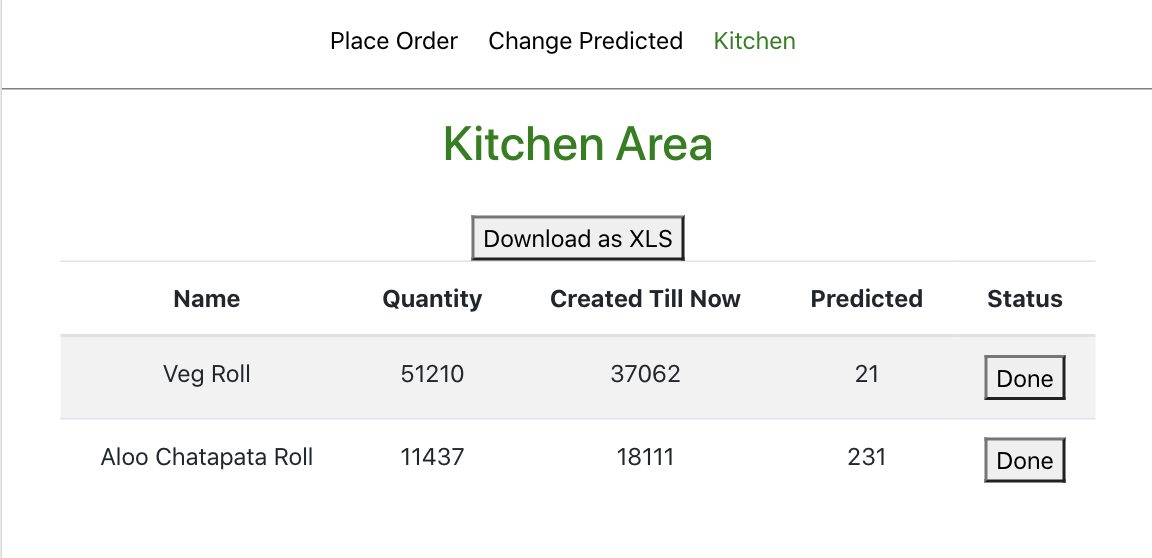 Place Order Change Predicted Kitchen
Kitchen Area
Download as XLS
Name Quantity Created Till Now Predicted Status
Veg Roll 51210 37062 21 Done
Aloo Chatapata Roll 11437 18111 231 Done